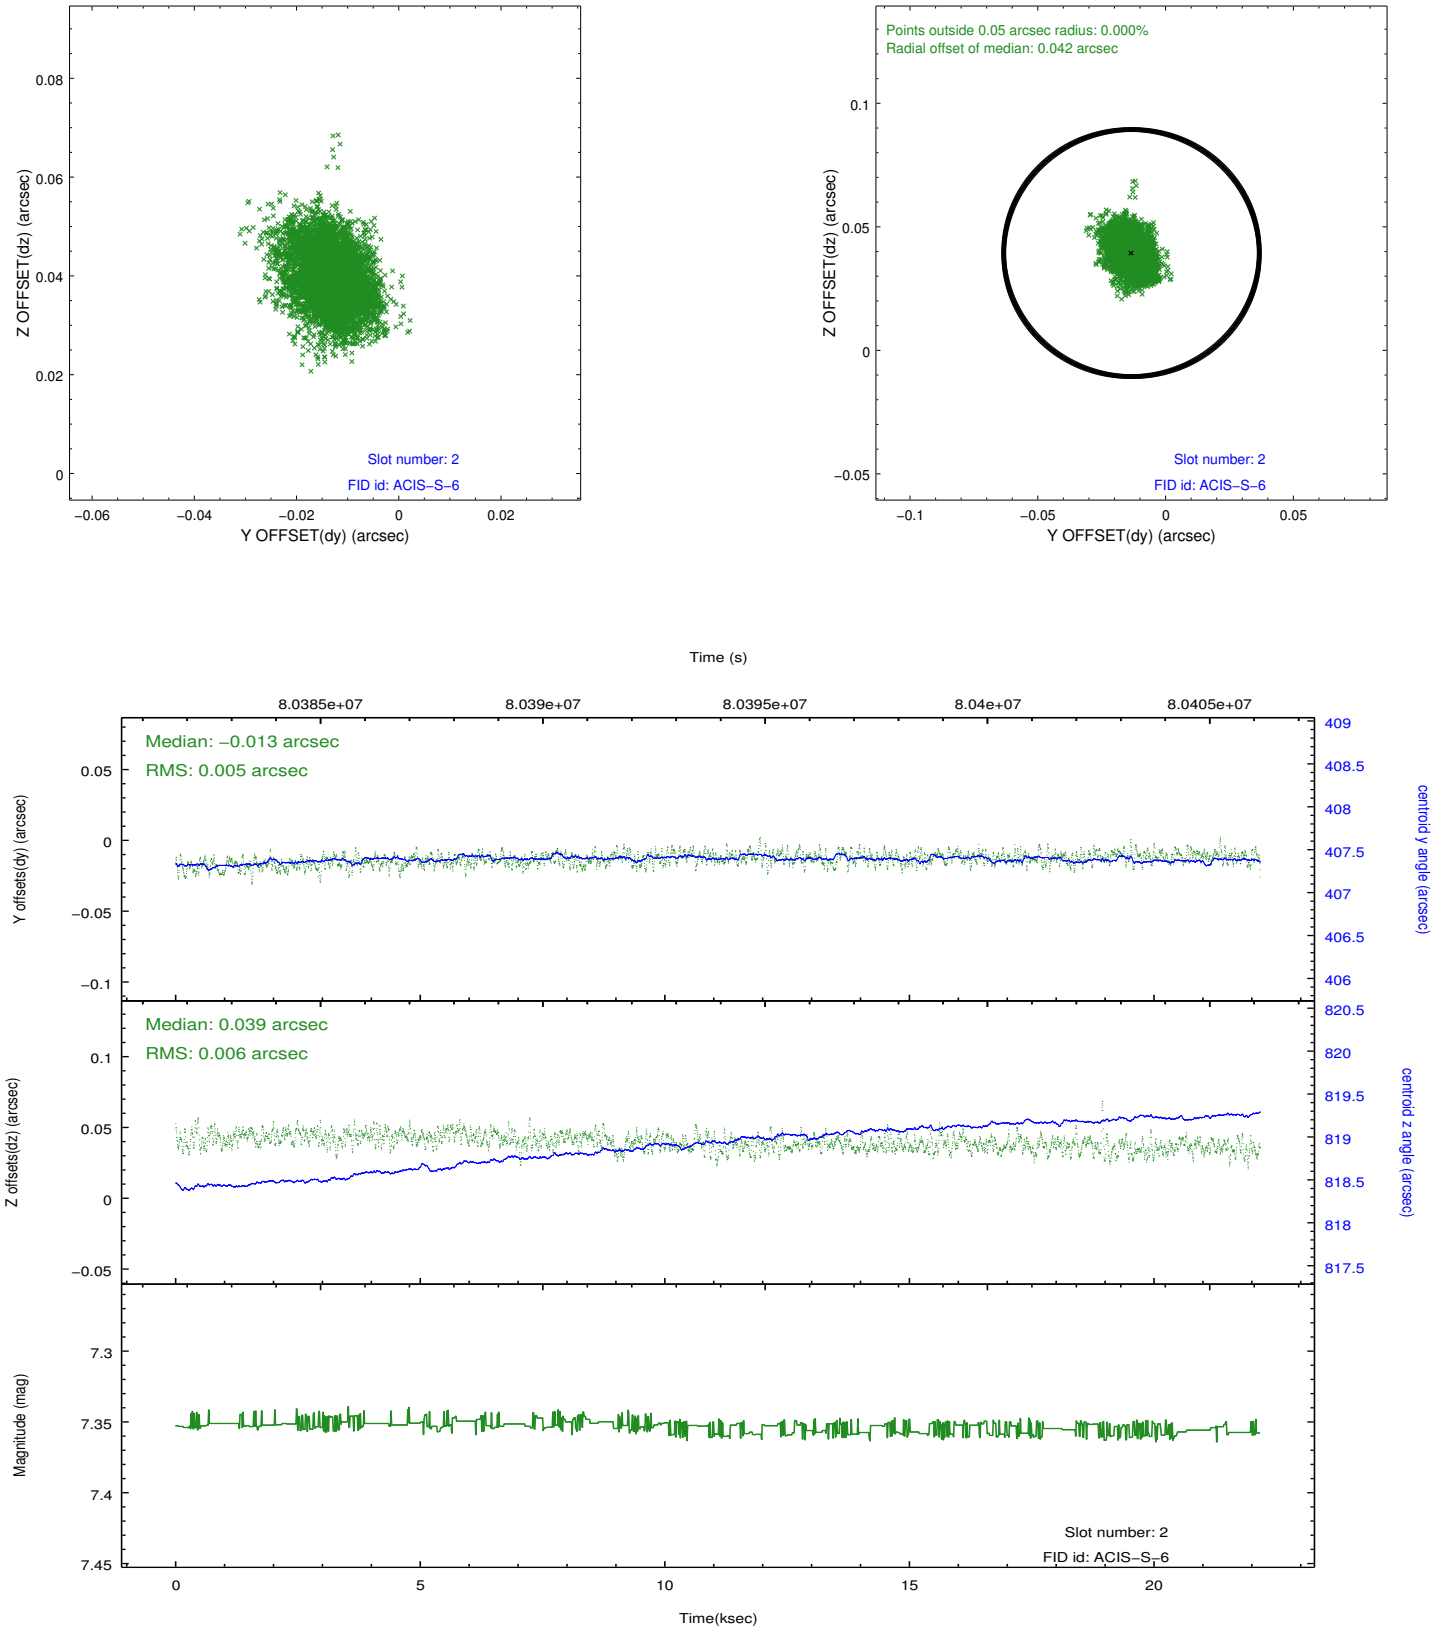 0.08
0.06
0.04
0.02
0
−0.06
−0.04
−0.02
0
0.02
Y OFFSET(dy) (arcsec)
Z OFFSET(dz) (arcsec)
Slot number: 2
FID id: ACIS−S−6
Points outside 0.05 arcsec radius: 0.000%
Radial offset of median: 0.042 arcsec
0.1
0.05
0
−0.05
−0.1
−0.05
0
0.05
Y OFFSET(dy) (arcsec)
Z OFFSET(dz) (arcsec)
Slot number: 2
FID id: ACIS−S−6
Time (s)
8.0385e+07
8.039e+07
8.0395e+07
8.04e+07
8.0405e+07
Median: −0.013 arcsec
RMS: 0.005 arcsec
0.05
0
−0.05
−0.1
Y offsets(dy) (arcsec)
409
408.5
408
407.5
407
406.5
406
centroid y angle (arcsec)
Median: 0.039 arcsec
RMS: 0.006 arcsec
0.1
0.05
0
−0.05
Z offsets(dz) (arcsec)
820.5
820
819.5
819
818.5
818
817.5
centroid z angle (arcsec)
7.3
7.35
7.4
7.45
Magnitude (mag)
Slot number: 2
FID id: ACIS−S−6
0
5
10
15
20
Time(ksec)